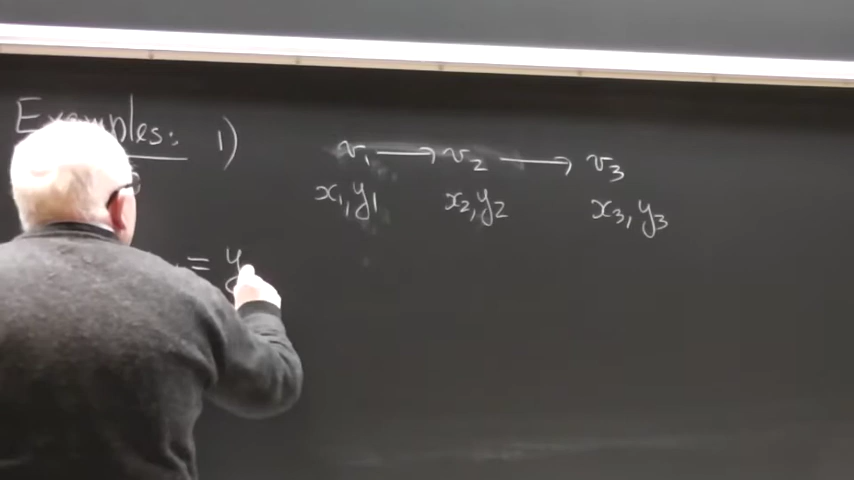 Examples: 1) v₁ → v₂ → v₃
x₁, y₁ x₂, y₂ x₃, y₃
= y